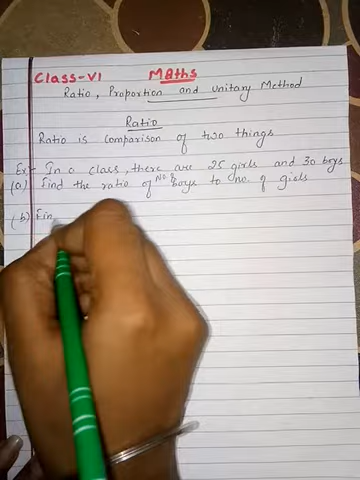 Class-VI Maths
Ratio, Proportion and Unitary Method
Ratio
Ratio is Comparison of two things
Ex:- In a class, there are 25 girls and 30 boys
(a) Find the ratio of No. of boys to no. of girls
(b) Fin